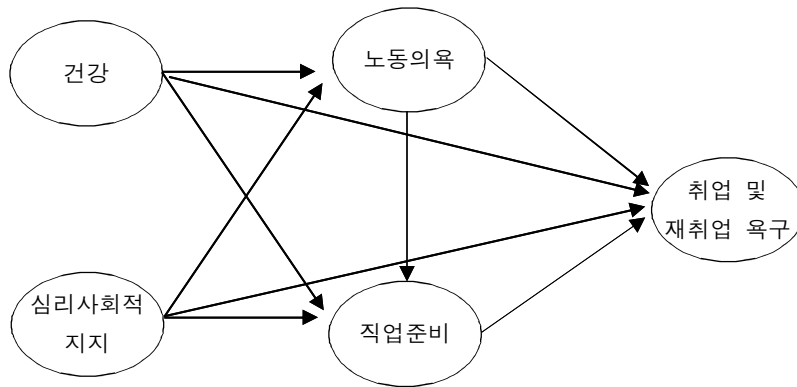 건강
노동의욕
취업 및
재취업 욕구
심리사회적
지지
직업준비